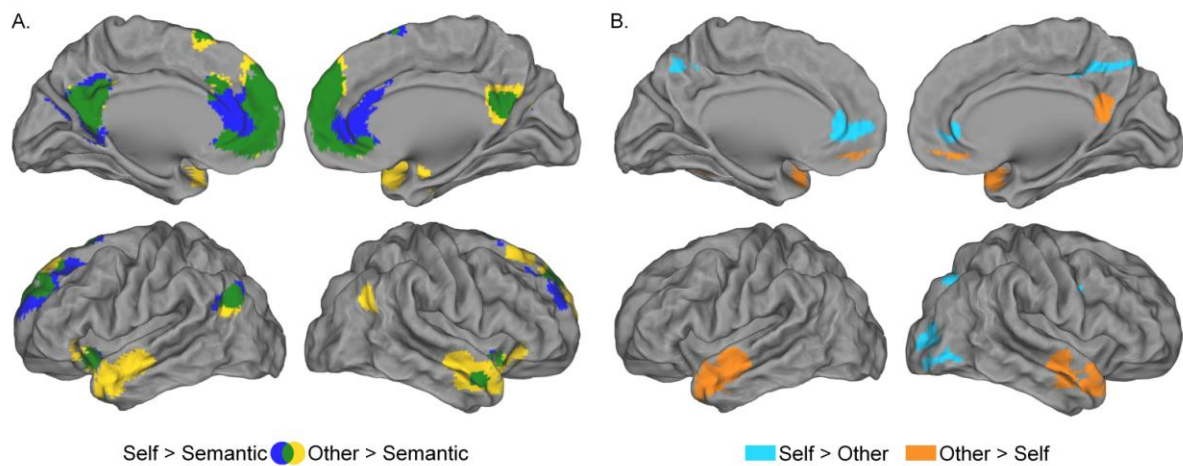 A.
B.
Self > Semantic Other > Semantic
Self > Other Other > Self